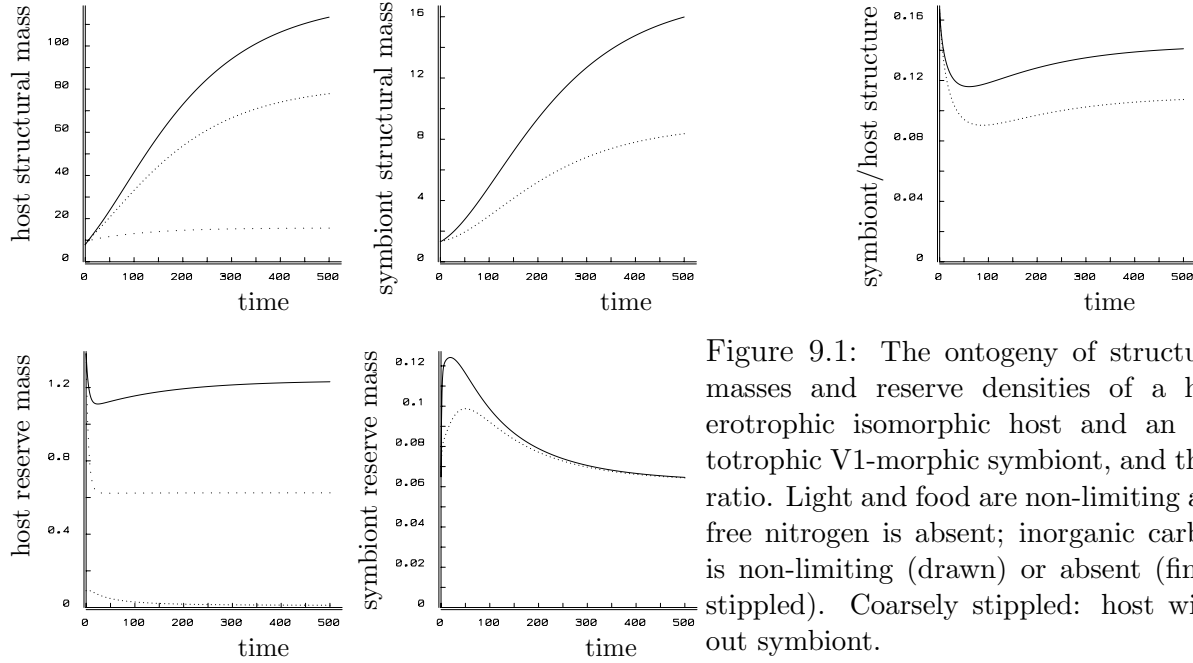 host structural mass
100
80
60
40
20
0
0 100 200 300 400 500
time
symbiont structural mass
16
12
8
4
0
0 100 200 300 400 500
time
symbiont/host structure
0.16
0.12
0.08
0.04
0
0 100 200 300 400 500
time
host reserve mass
1.2
0.8
0.4
0
0 100 200 300 400 500
time
symbiont reserve mass
0.12
0.1
0.08
0.06
0.04
0.02
0
0 100 200 300 400 500
time
Figure 9.1: The ontogeny of structu
masses and reserve densities of a h
erotrophic isomorphic host and an
totrophic V1-morphic symbiont, and th
ratio. Light and food are non-limiting a
free nitrogen is absent; inorganic carb
is non-limiting (drawn) or absent (fin
stippled). Coarsely stippled: host wi
out symbiont.